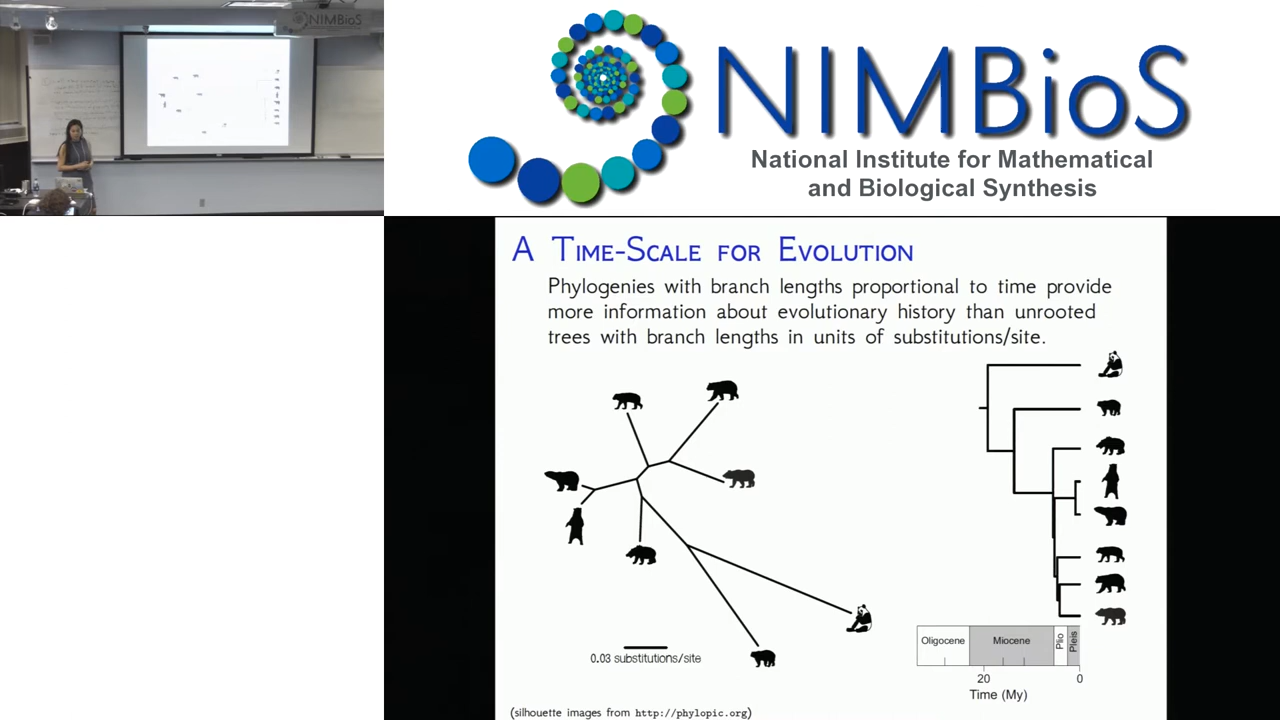 NIMBioS
NIMBioS
National Institute for Mathematical
and Biological Synthesis
A Time-Scale for Evolution
Phylogenies with branch lengths proportional to time provide
more information about evolutionary history than unrooted
trees with branch lengths in units of substitutions/site.
0.03 substitutions/site
Oligocene
Miocene
Plio
Pleis
20
0
Time (My)
(silhouette images from http://phylopic.org)